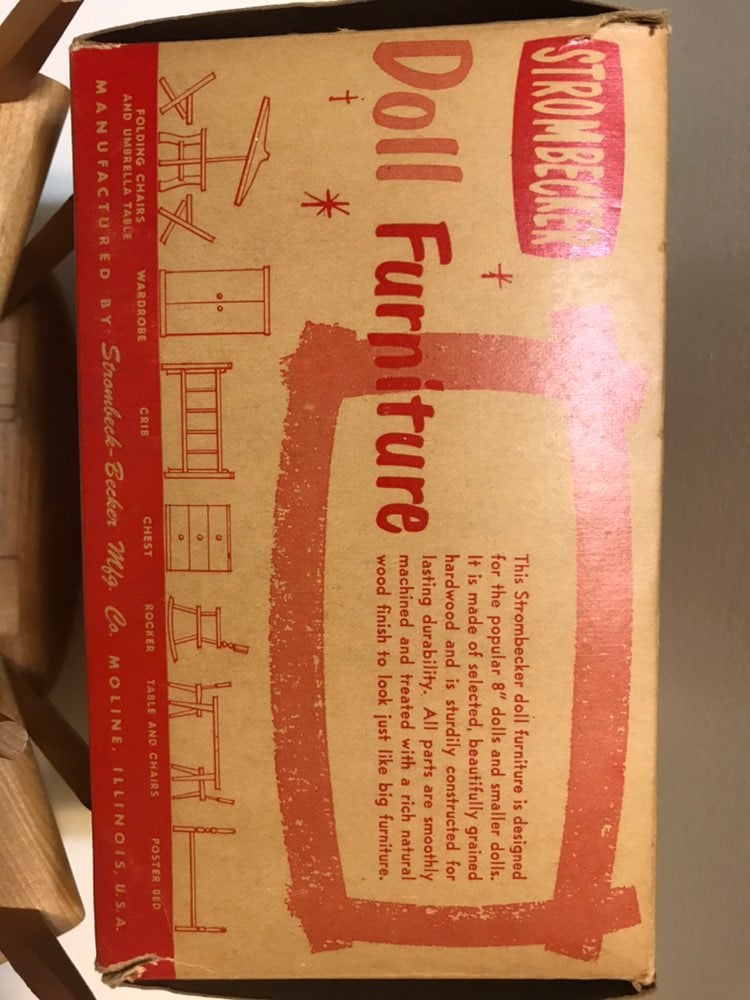 STROMBECKER
Doll Furniture
This Strombecker doll furniture is designed
for the popular 8" dolls and smaller dolls.
It is made of selected, beautifully grained
hardwood and is sturdily constructed for
lasting durability. All parts are smoothly
machined and treated with a rich natural
wood finish to look just like big furniture.
FOLDING CHAIRS
AND UMBRELLA TABLE
WARDROBE
CRIB
CHEST
ROCKER
TABLE AND CHAIRS
POSTER BED
MANUFACTURED BY Strombeck-Becker Mfg. Co. MOLINE, ILLINOIS, U.S.A.